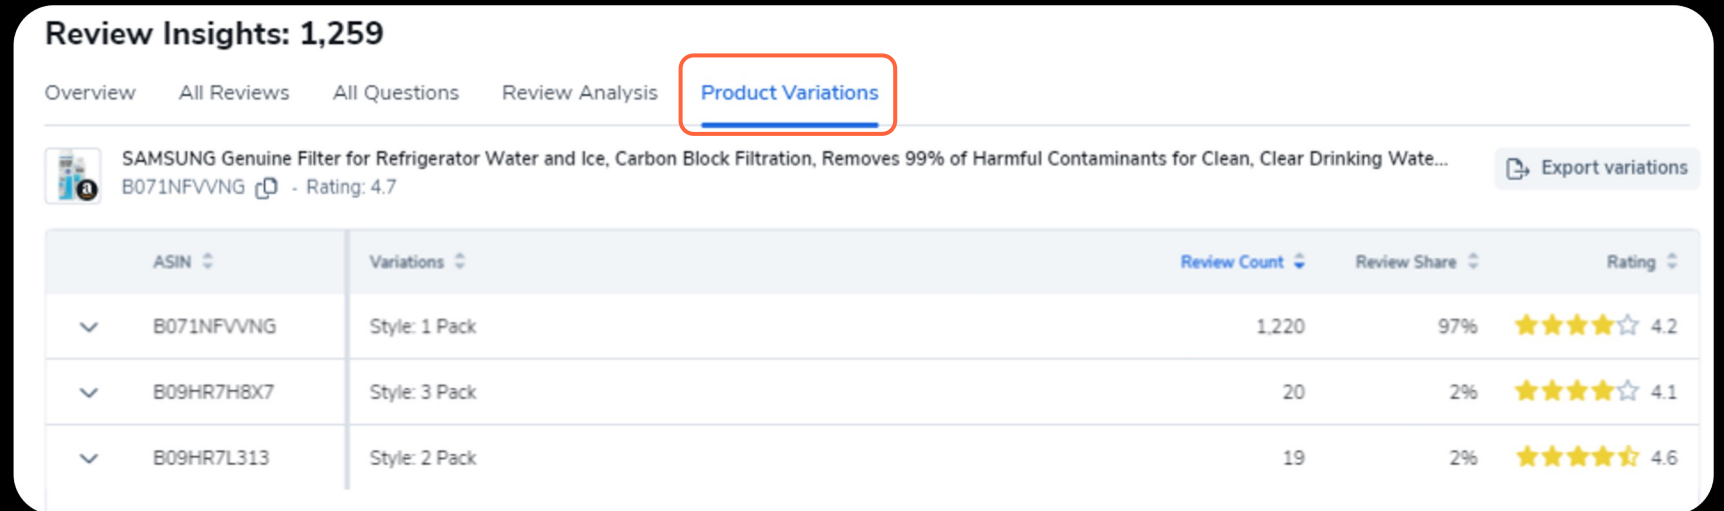 Review Insights: 1,259
Overview All Reviews All Questions Review Analysis Product Variations
SAMSUNG Genuine Filter for Refrigerator Water and Ice, Carbon Block Filtration, Removes 99% of Harmful Contaminants for Clean, Clear Drinking Wate...
B071NFVVNG - Rating: 4.7
Export variations
ASIN Variations Review Count Review Share Rating
B071NFVVNG Style: 1 Pack 1,220 97% 4.2
B09HR7H8X7 Style: 3 Pack 20 2% 4.1
B09HR7L313 Style: 2 Pack 19 2% 4.6